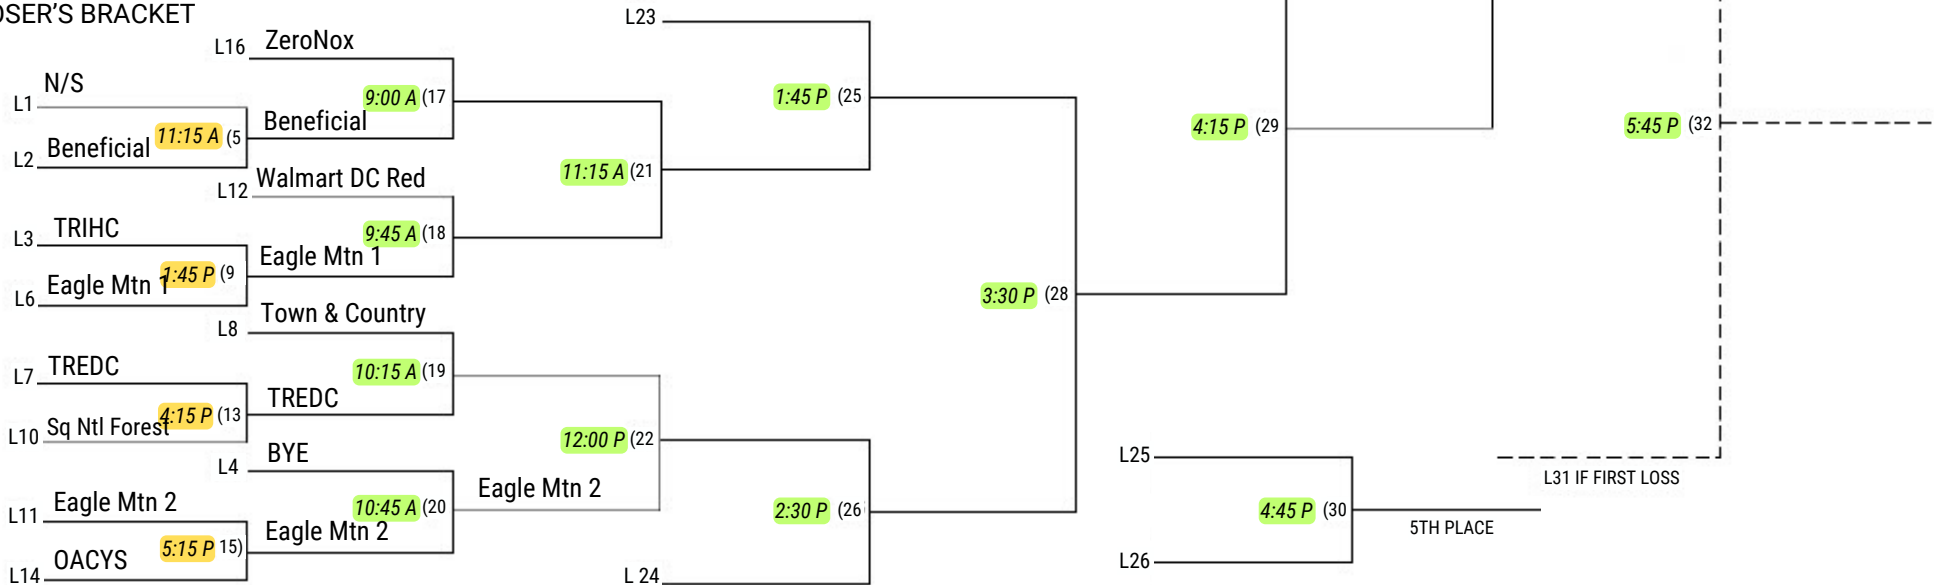 OSER'S BRACKET
L23
L16 ZeroNox
N/S
L1
9:00 A (17
1:45 P (25
Beneficial
11:15 A (5
Beneficial
L2
4:15 P (29
5:45 P (32
11:15 A (21
L12 Walmart DC Red
TRIHC
L3
9:45 A (18
Eagle Mtn 1
1:45 P (9
Eagle Mtn 1
L6
3:30 P (28
Town & Country
L8
TREDC
L7
10:15 A (19
TREDC
4:15 P (13
Sq Ntl Forest
L10
12:00 P (22
BYE
L4
L25
L31 IF FIRST LOSS
Eagle Mtn 2
Eagle Mtn 2
L11
10:45 A (20
2:30 P (26
4:45 P (30
5TH PLACE
Eagle Mtn 2
5:15 P 15)
OACYS
L14
L26
L 24